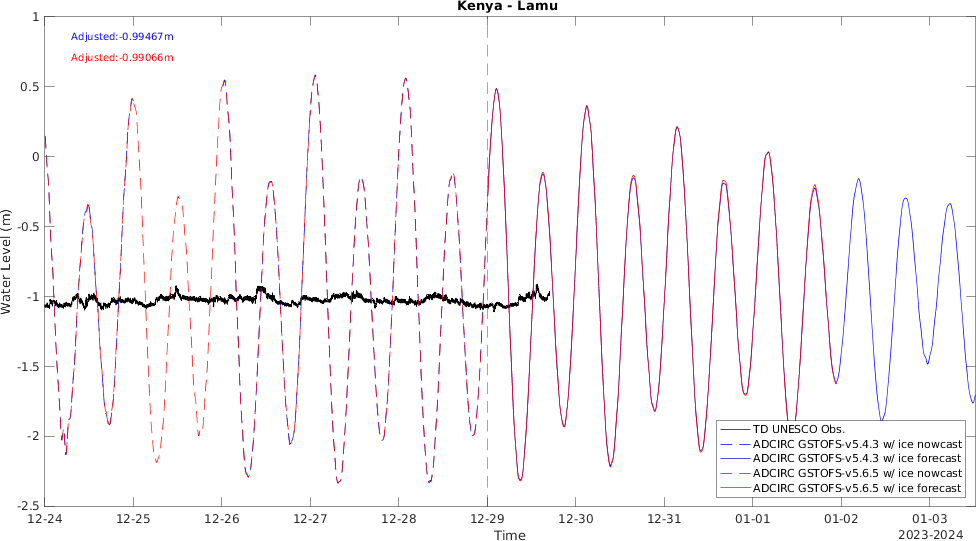 Kenya - Lamu
Adjusted:-0.99467m
Adjusted:-0.99066m
1
0.5
0
-0.5
-1
-1.5
-2
-2.5
Water Level (m)
TD UNESCO Obs.
ADCIRC GSTOFS-v5.4.3 w/ ice nowcast
ADCIRC GSTOFS-v5.4.3 w/ ice forecast
ADCIRC GSTOFS-v5.6.5 w/ ice nowcast
ADCIRC GSTOFS-v5.6.5 w/ ice forecast
12-24 12-25 12-26 12-27 12-28 12-29 12-30 12-31 01-01 01-02 01-03
Time
2023-2024